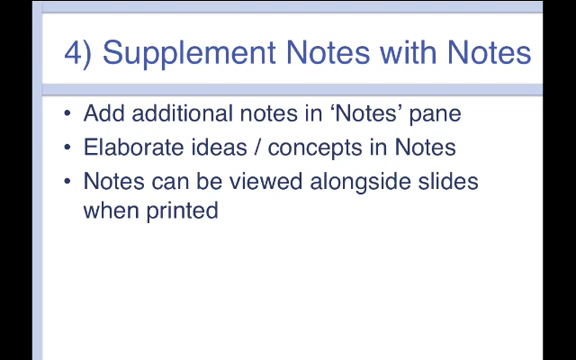 4) Supplement Notes with Notes
• Add additional notes in ‘Notes’ pane
• Elaborate ideas / concepts in Notes
• Notes can be viewed alongside slides
when printed